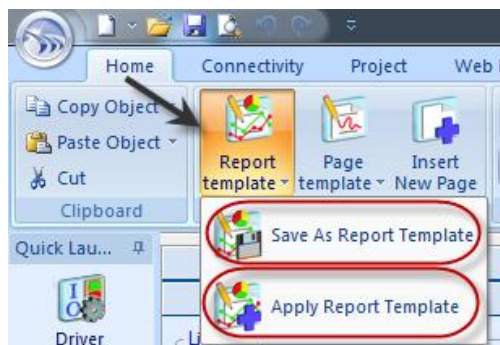 Home Connectivity Project Web
Copy Object
Paste Object
Cut
Clipboard
Report template
Page template
Insert New Page
Save As Report Template
Apply Report Template
Quick Lau...
Driver